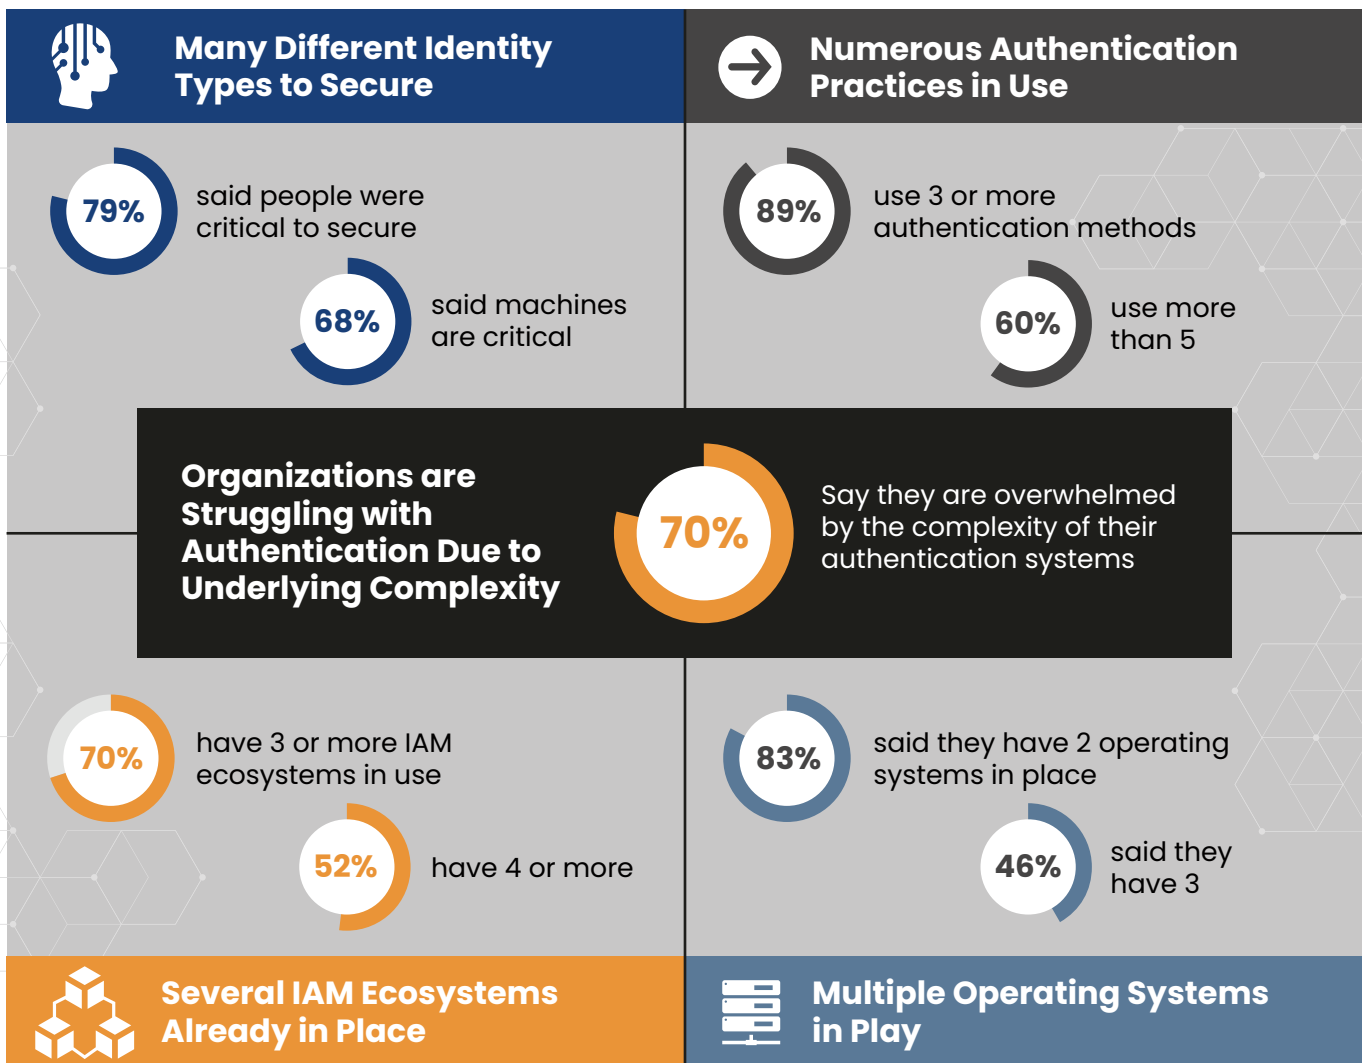 Many Different Identity
Types to Secure
79%
said people were
critical to secure
68%
said machines
are critical
Numerous Authentication
Practices in Use
89%
use 3 or more
authentication methods
60%
use more
than 5
Organizations are
Struggling with
Authentication Due to
Underlying Complexity
70%
Say they are overwhelmed
by the complexity of their
authentication systems
70%
have 3 or more IAM
ecosystems in use
52%
have 4 or more
Several IAM Ecosystems
Already in Place
83%
said they have 2 operating
systems in place
46%
said they
have 3
Multiple Operating Systems
in Play